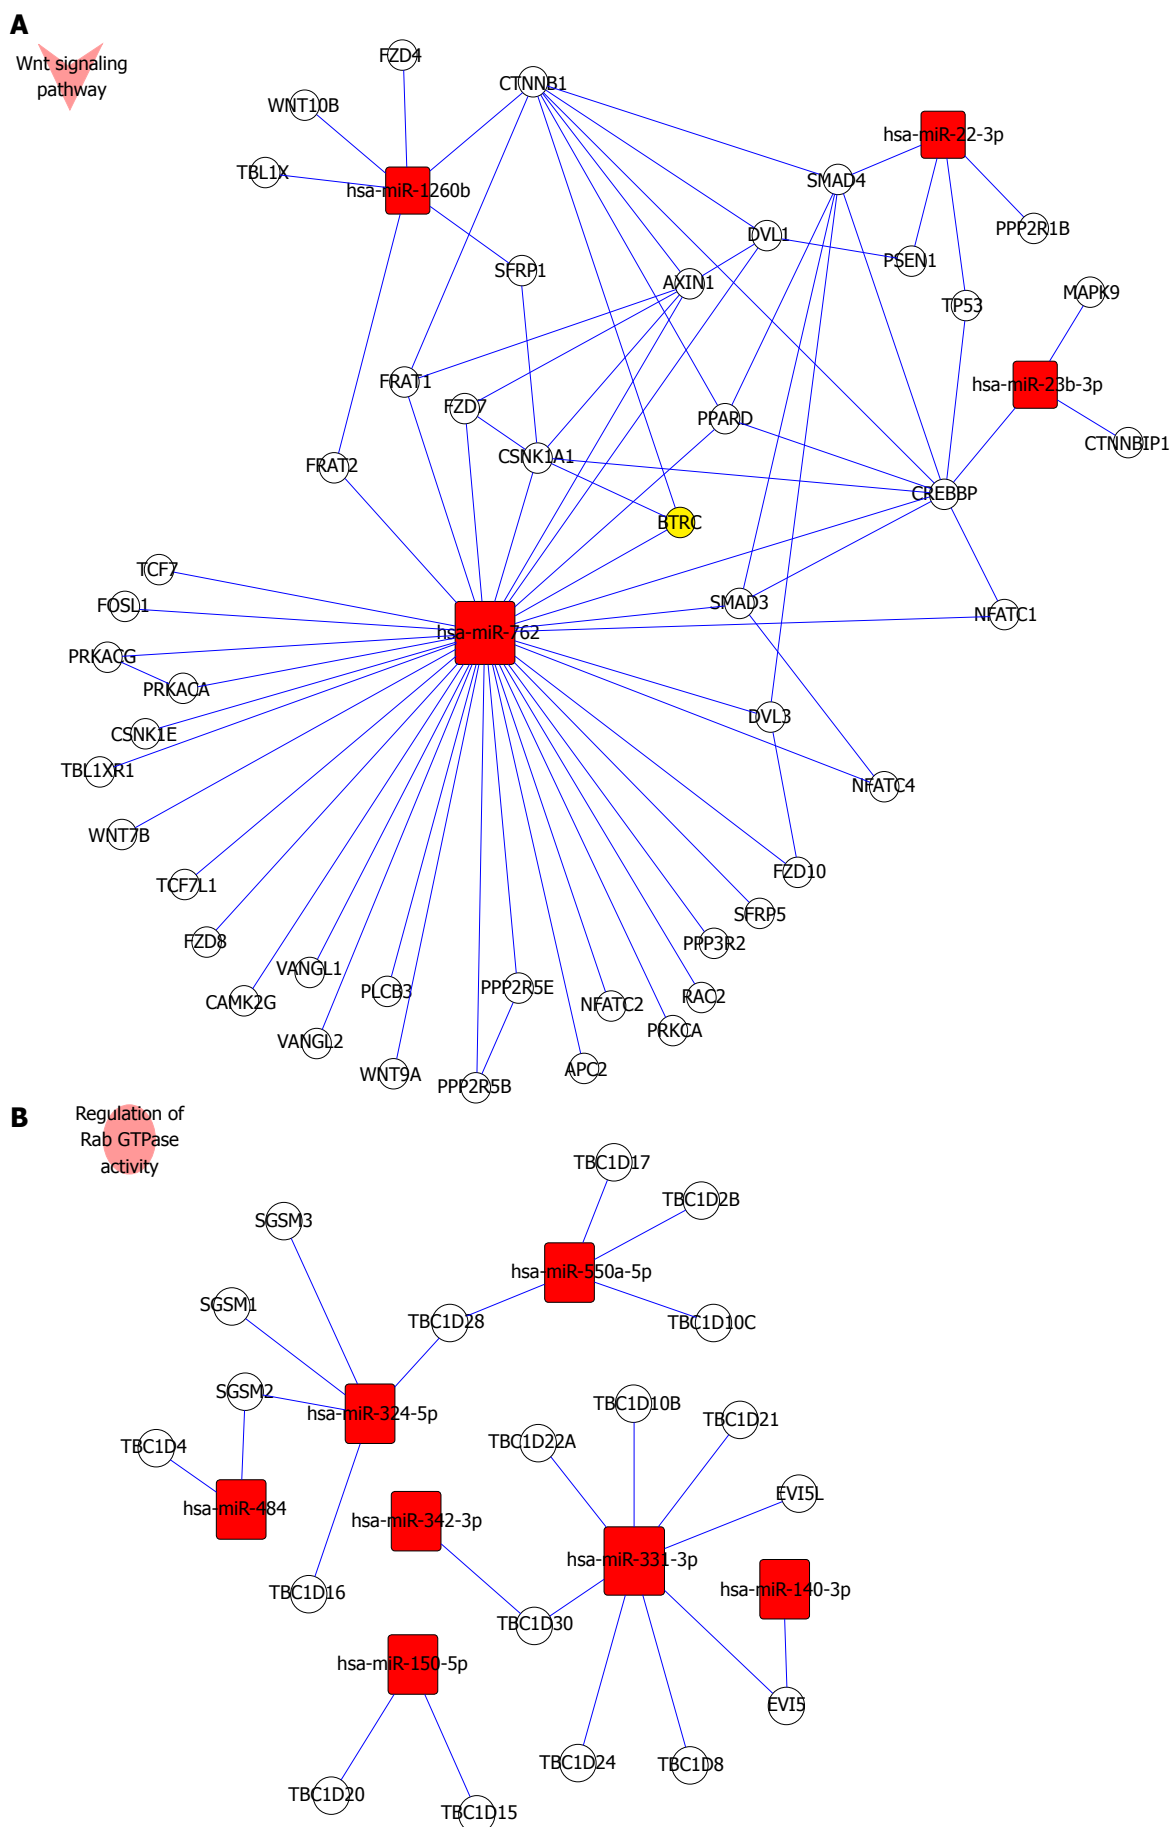 A
Wnt signaling
pathway
FZD4
CTNNB1
WNT10B
hsa-miR-22-3p
TBL1X
hsa-miR-1260b
SMAD4
PPP2R1B
DVL1
PSEN1
SFRP1
AXIN1
MAPK9
TP53
FRAT1
hsa-miR-23b-3p
FZD7
PPARD
CTNNBIP1
FRAT2
CSNK1A1
CREBBP
BTRC
TCF7
FOSL1
SMAD3
NFATC1
hsa-miR-762
PRKACG
PRKACA
CSNK1E
DVL3
TBL1XR1
NFATC4
WNT7B
FZD10
TCF7L1
SFRP5
FZD8
PPP3R2
VANGL1
PLCB3
PPP2R5E
RAC2
CAMK2G
NFATC2
PRKCA
VANGL2
WNT9A
APC2
PPP2R5B
B
Regulation of
Rab GTPase
activity
TBC1D17
TBC1D2B
SGSM3
hsa-miR-550a-5p
SGSM1
TBC1D28
TBC1D10C
SGSM2
hsa-miR-324-5p
TBC1D10B
TBC1D21
TBC1D4
TBC1D22A
EVI5L
hsa-miR-484
hsa-miR-342-3p
hsa-miR-331-3p
hsa-miR-140-3p
TBC1D16
TBC1D30
hsa-miR-150-5p
EVI5
TBC1D24
TBC1D8
TBC1D20
TBC1D15